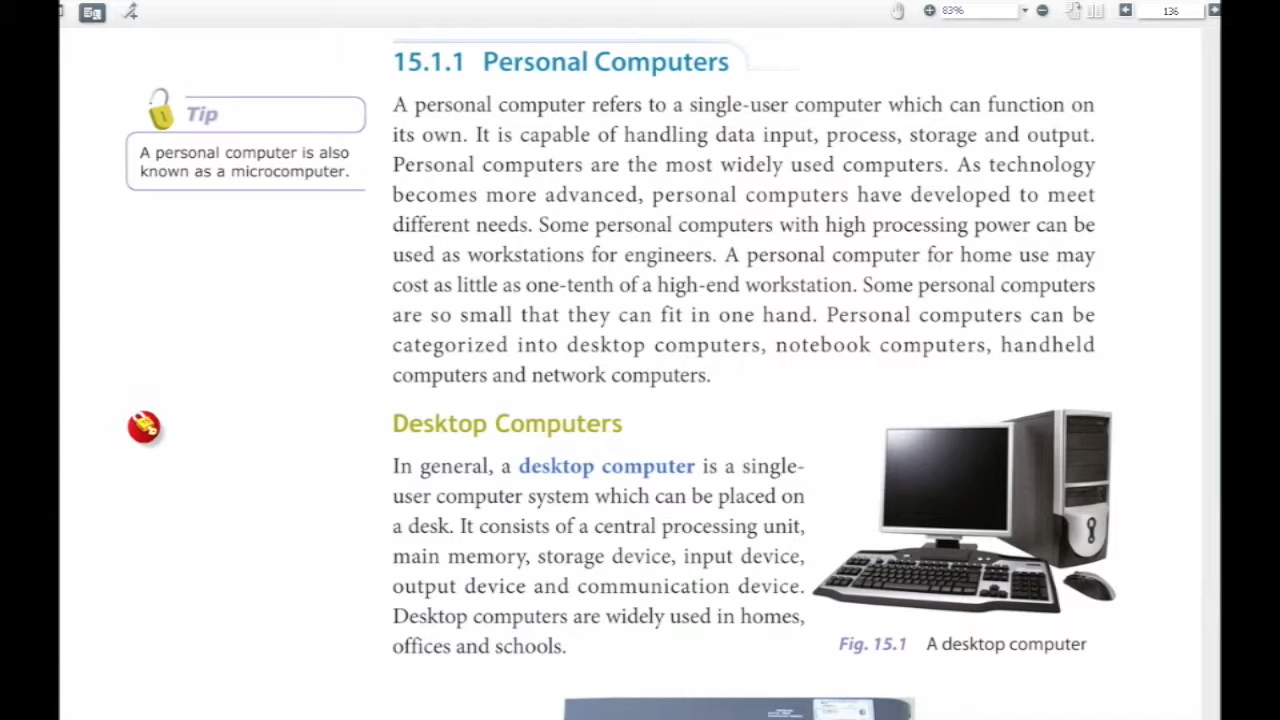 83%
136
15.1.1 Personal Computers
Tip
A personal computer is also
known as a microcomputer.
A personal computer refers to a single-user computer which can function on
its own. It is capable of handling data input, process, storage and output.
Personal computers are the most widely used computers. As technology
becomes more advanced, personal computers have developed to meet
different needs. Some personal computers with high processing power can be
used as workstations for engineers. A personal computer for home use may
cost as little as one-tenth of a high-end workstation. Some personal computers
are so small that they can fit in one hand. Personal computers can be
categorized into desktop computers, notebook computers, handheld
computers and network computers.
Desktop Computers
In general, a desktop computer is a single-
user computer system which can be placed on
a desk. It consists of a central processing unit,
main memory, storage device, input device,
output device and communication device.
Desktop computers are widely used in homes,
offices and schools.
Fig. 15.1 A desktop computer